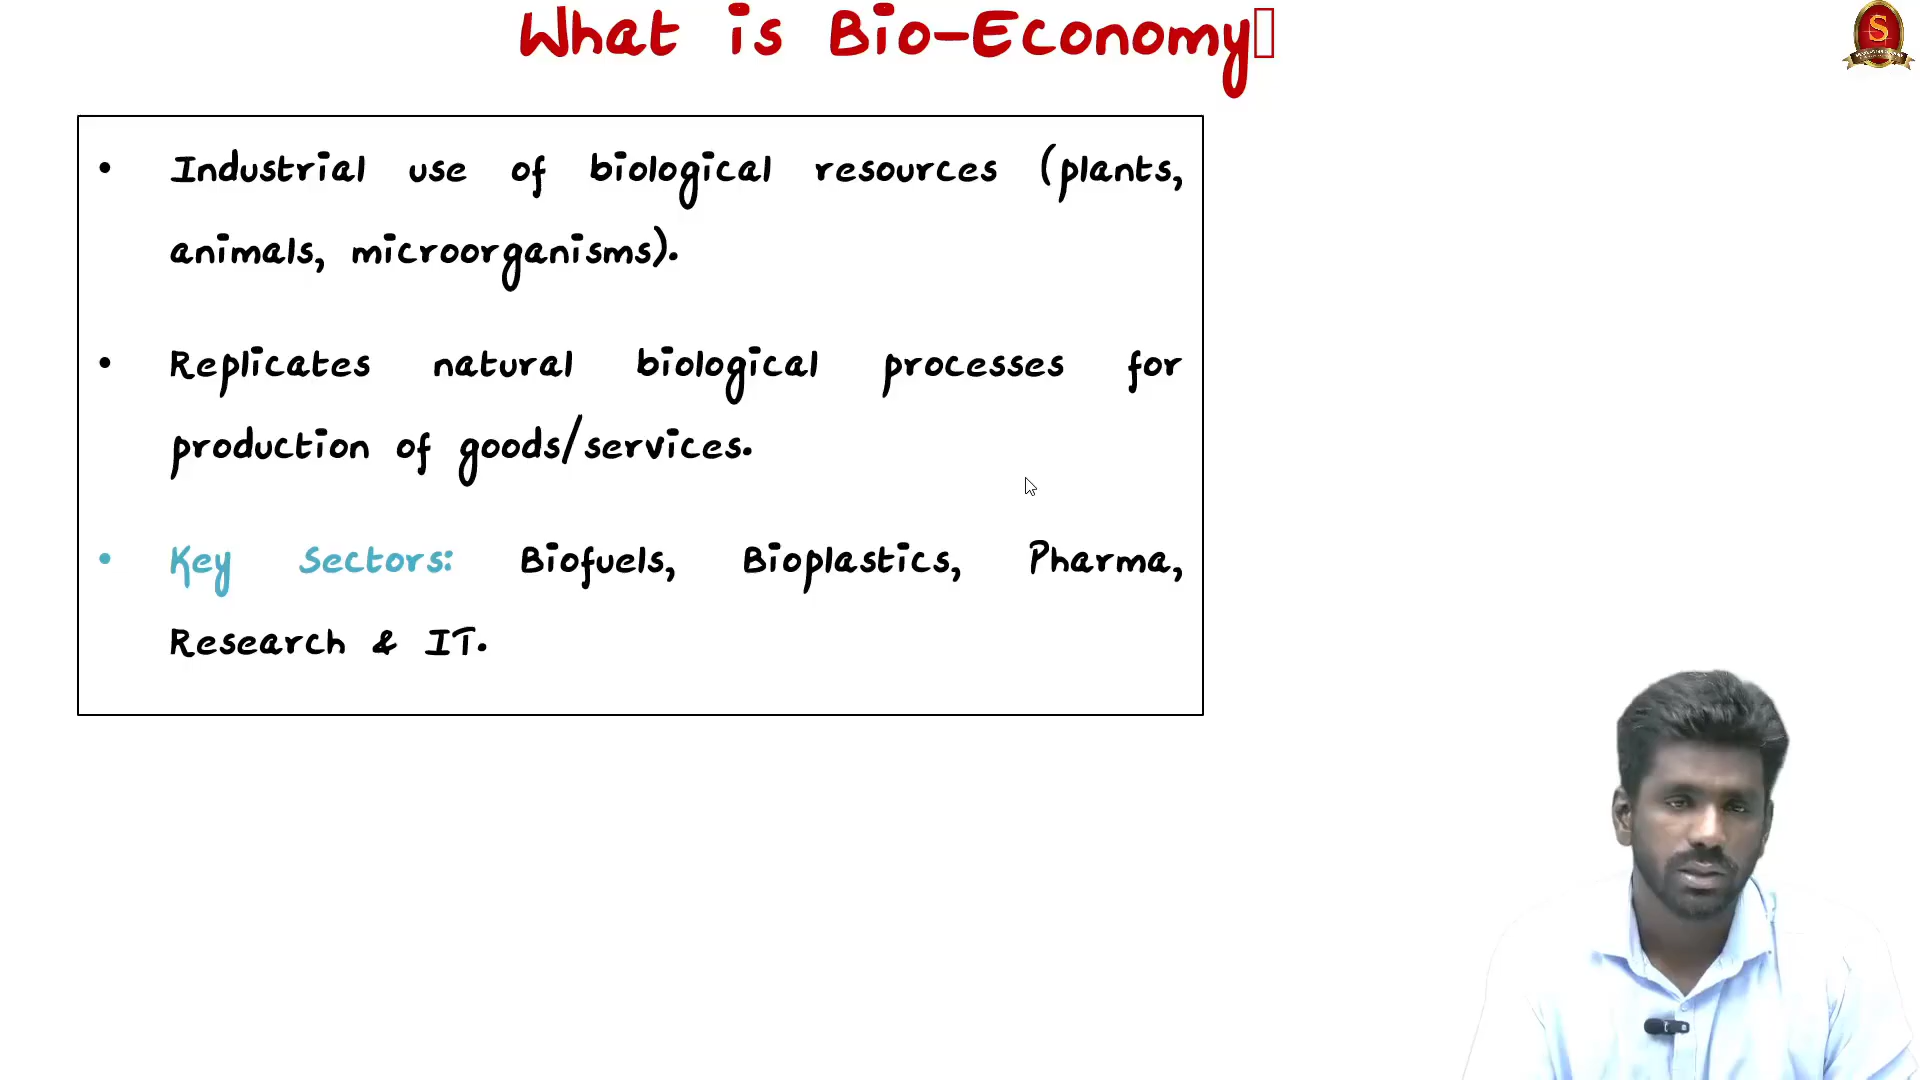 What is Bio-Economy
• Industrial use of biological resources (plants,
animals, microorganisms).
• Replicates natural biological processes for
production of goods/services.
• Key Sectors: Biofuels, Bioplastics, Pharma,
Research & IT.
S